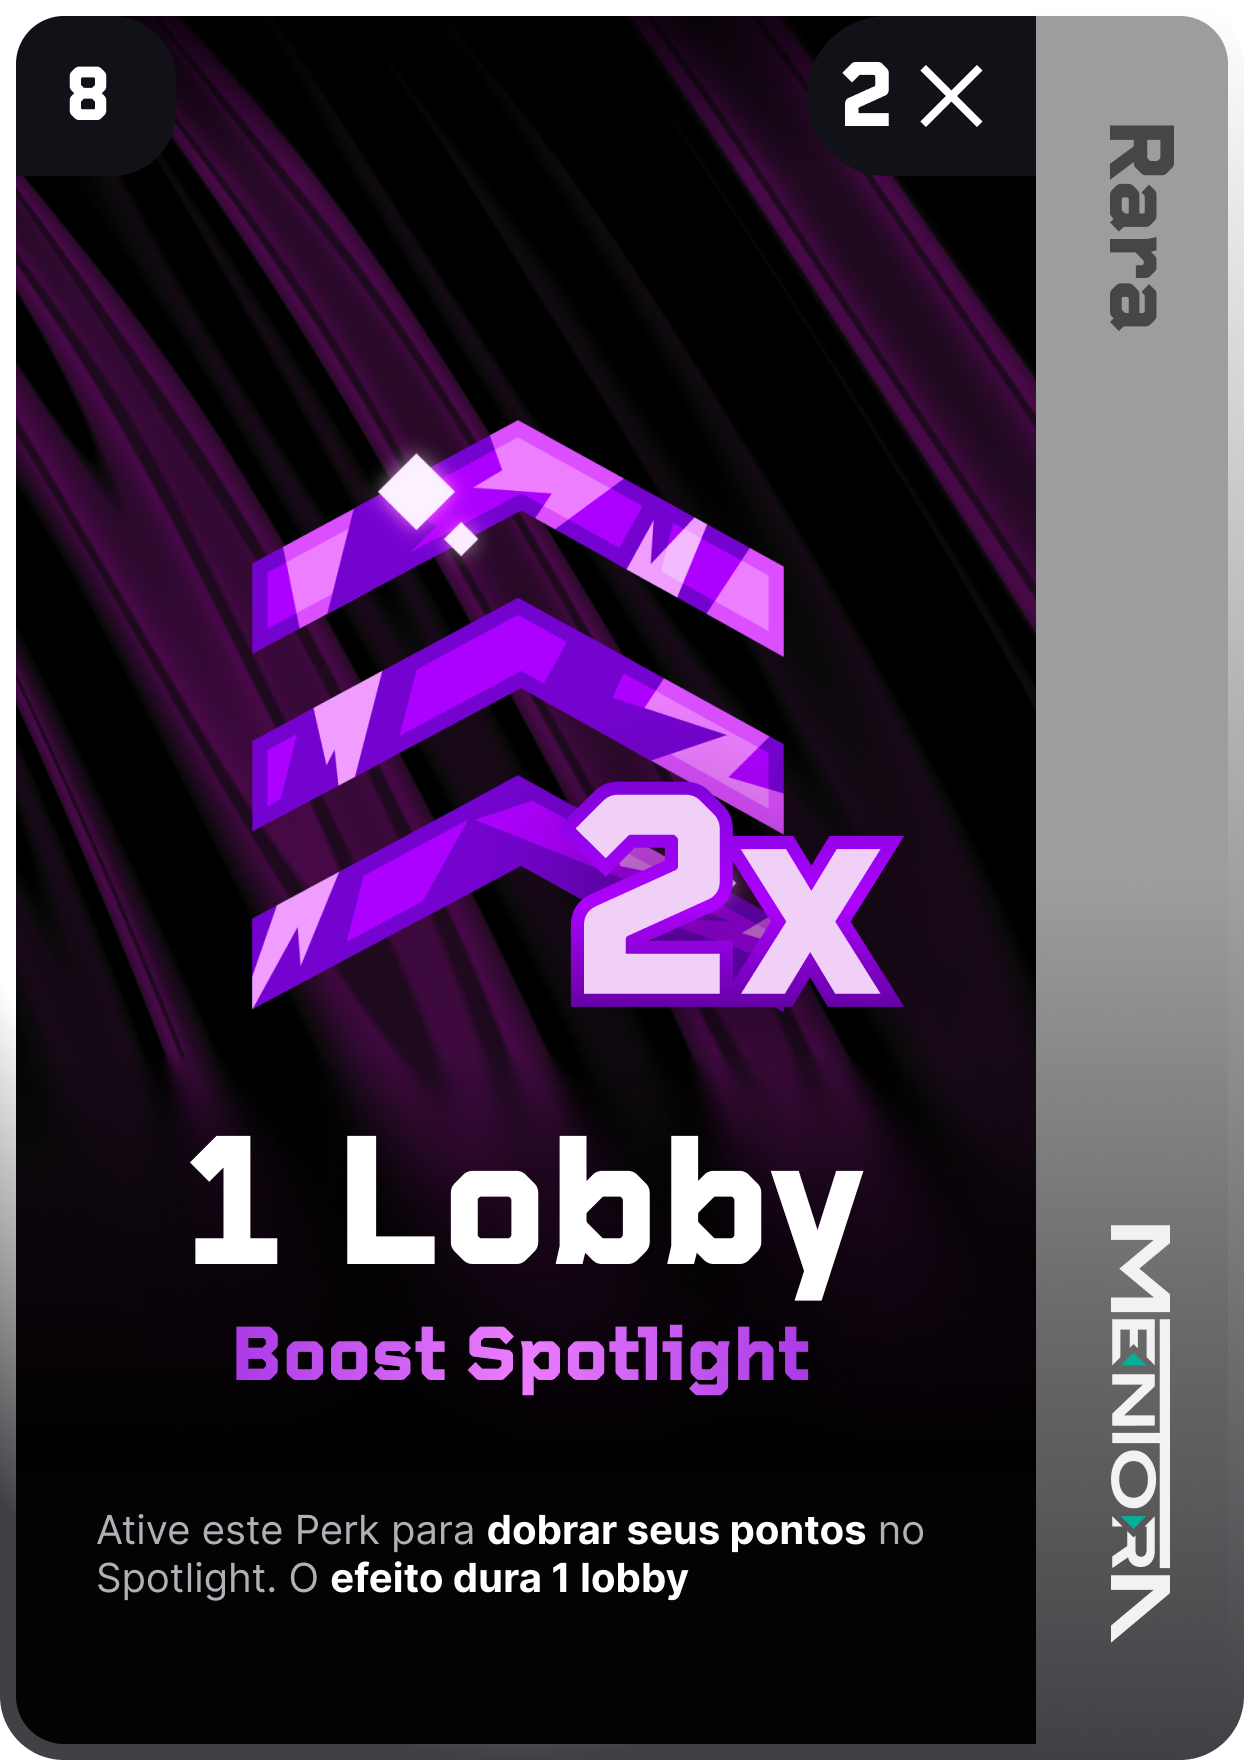 8
2 ×
Rara
2x
1 Lobby
Boost Spotlight
Ative este Perk para dobrar seus pontos no
Spotlight. O efeito dura 1 lobby
MENTORA